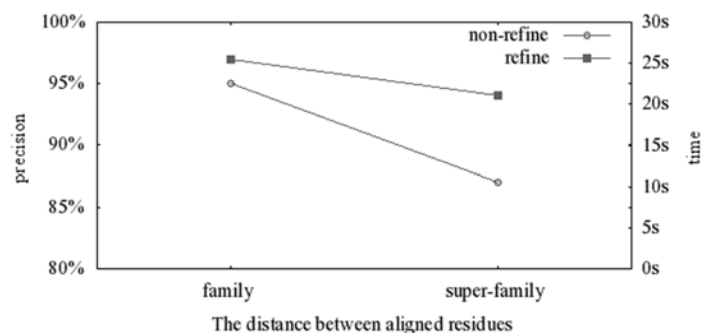 100%
95%
90%
85%
80%
precision
non-refine
refine
30s
25s
20s
10s
5s
0s
time
family
super-family
The distance between aligned residues